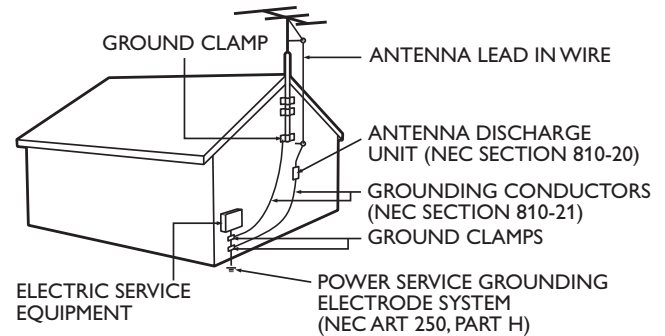 GROUND CLAMP
ANTENNA LEAD IN WIRE
ANTENNA DISCHARGE
UNIT (NEC SECTION 810-20)
GROUNDING CONDUCTORS
(NEC SECTION 810-21)
GROUND CLAMPS
ELECTRIC SERVICE
EQUIPMENT
POWER SERVICE GROUNDING
ELECTRODE SYSTEM
(NEC ART 250, PART H)